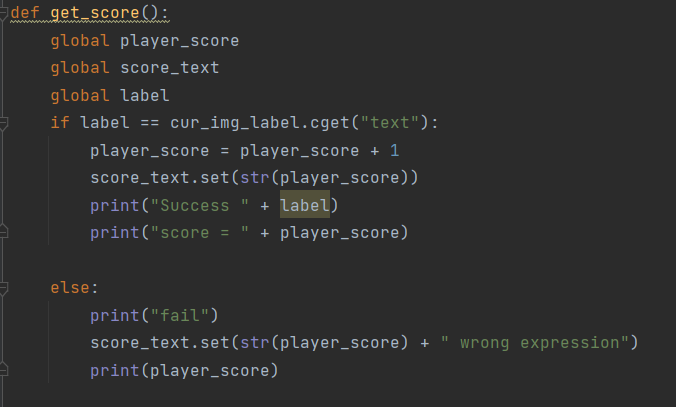 def get_score():
    global player_score
    global score_text
    global label
    if label == cur_img_label.cget("text"):
        player_score = player_score + 1
        score_text.set(str(player_score))
        print("Success " + label)
        print("score = " + player_score)

    else:
        print("fail")
        score_text.set(str(player_score) + " wrong expression")
        print(player_score)